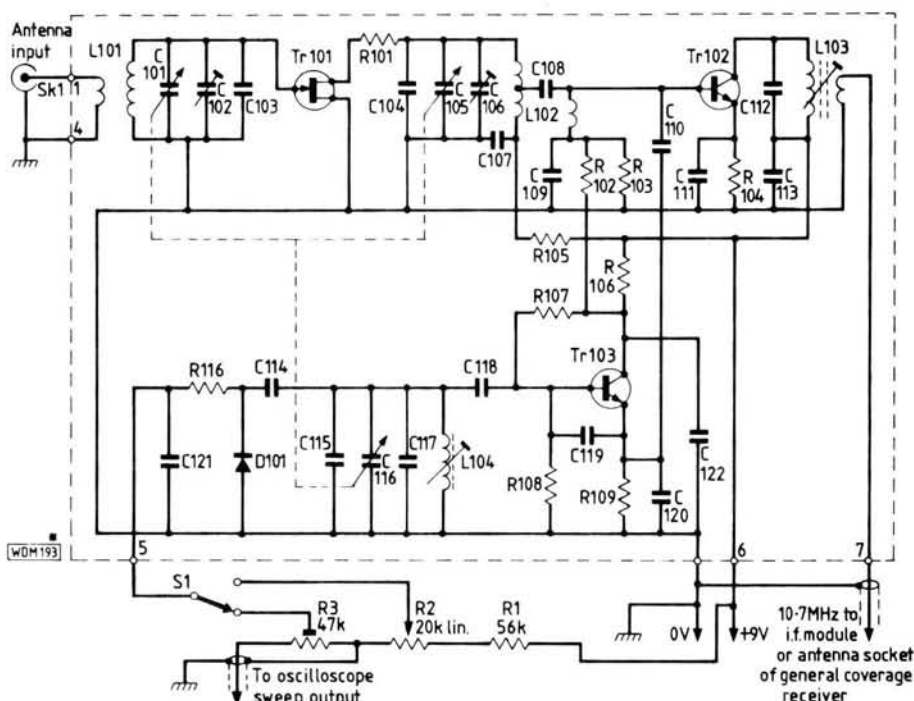 Antenna
input
Sk1
1
4
L101
C
101
C
102
C103
Tr101
R101
C104
C
105
C
106
C107
C108
L102
C
109
R
102
R
103
C
110
Tr102
C112
L103
C
111
R
104
C
113
R105
R
106
R107
Tr103
R116
C114
C118
C121
D101
C115
C
116
C117
L104
C119
R108
R109
C
120
C
122
WDM193
5
6
7
S1
R3
47k
R2
20k lin.
R1
56k
0V
+9V
10·7MHz to
i.f. module
or antenna socket
of general coverage
receiver
To oscilloscope
sweep output